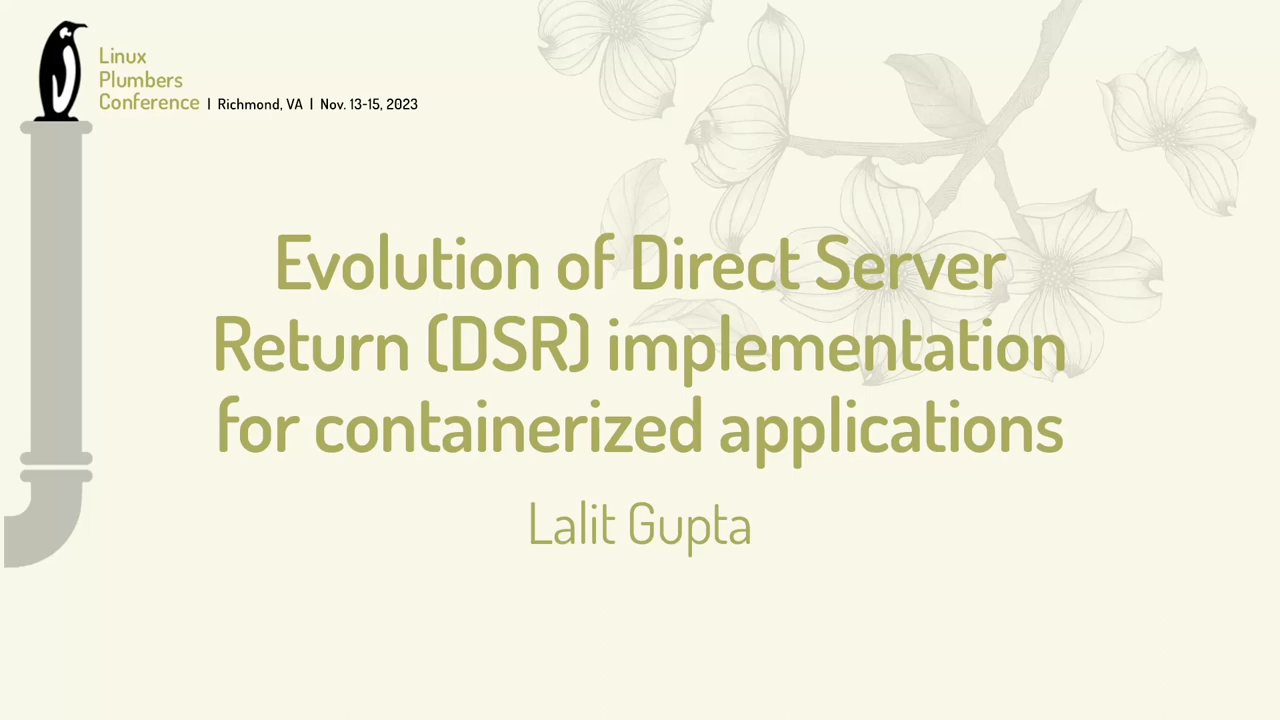 Linux
Plumbers
Conference | Richmond, VA | Nov. 13-15, 2023
Evolution of Direct Server
Return (DSR) implementation
for containerized applications
Lalit Gupta